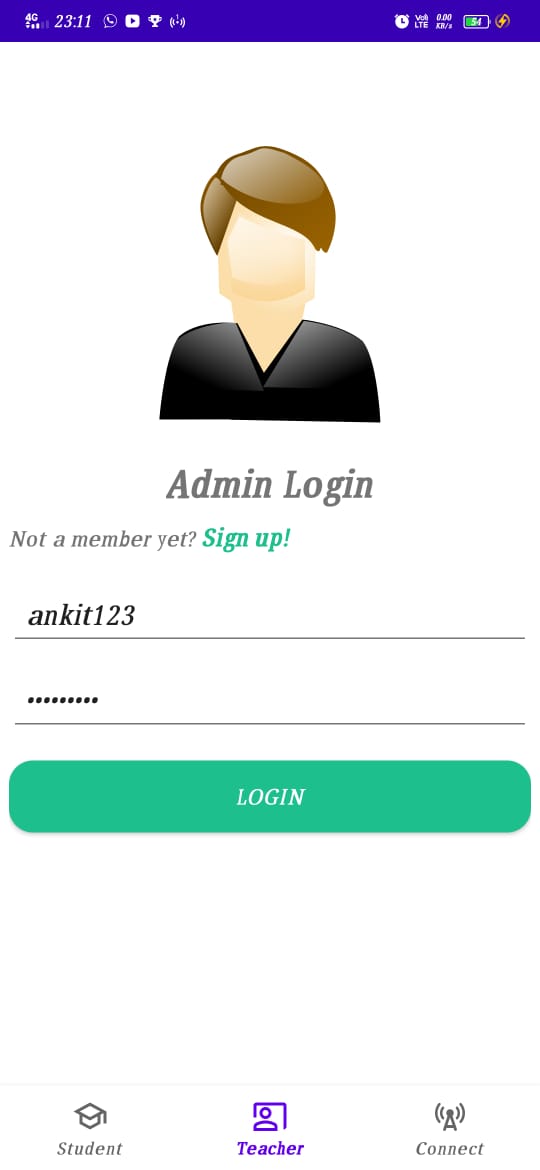 4G 23:11 Vo) LTE 0.00 KB/s 54
Admin Login
Not a member yet? Sign up!
ankit123
•••••••••
LOGIN
Student Teacher Connect